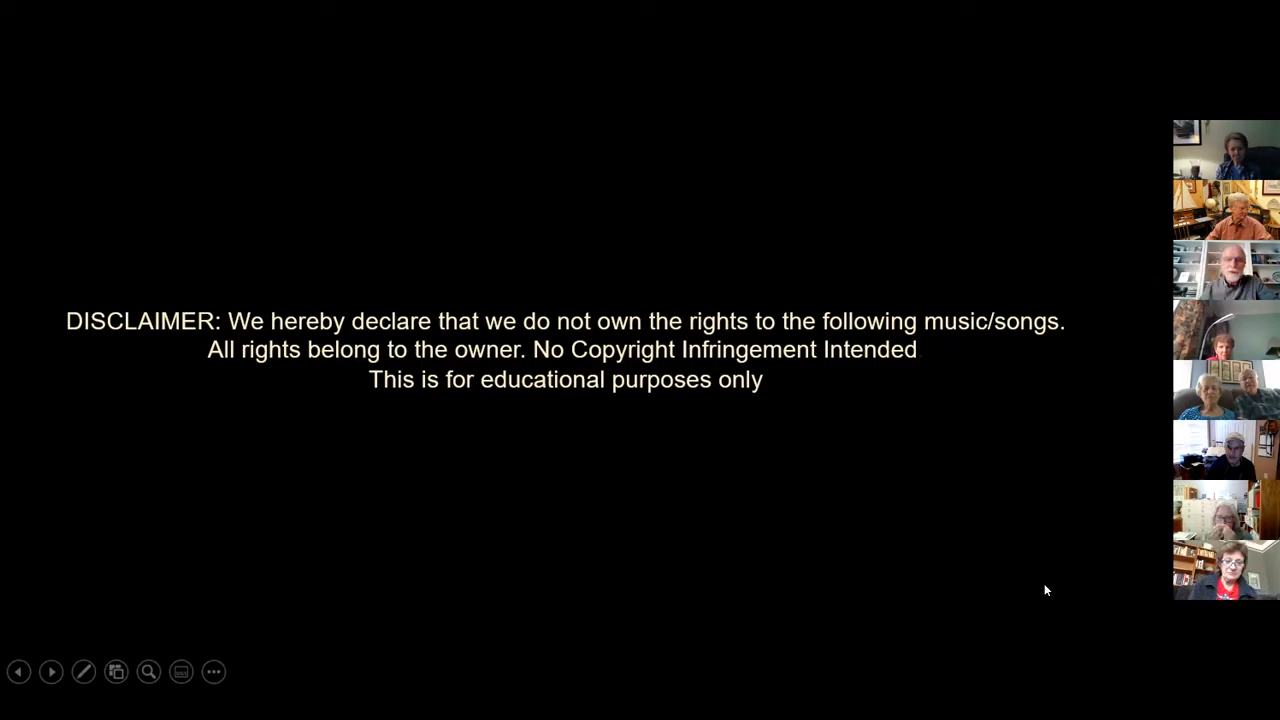 DISCLAIMER: We hereby declare that we do not own the rights to the following music/songs.
All rights belong to the owner. No Copyright Infringement Intended
This is for educational purposes only